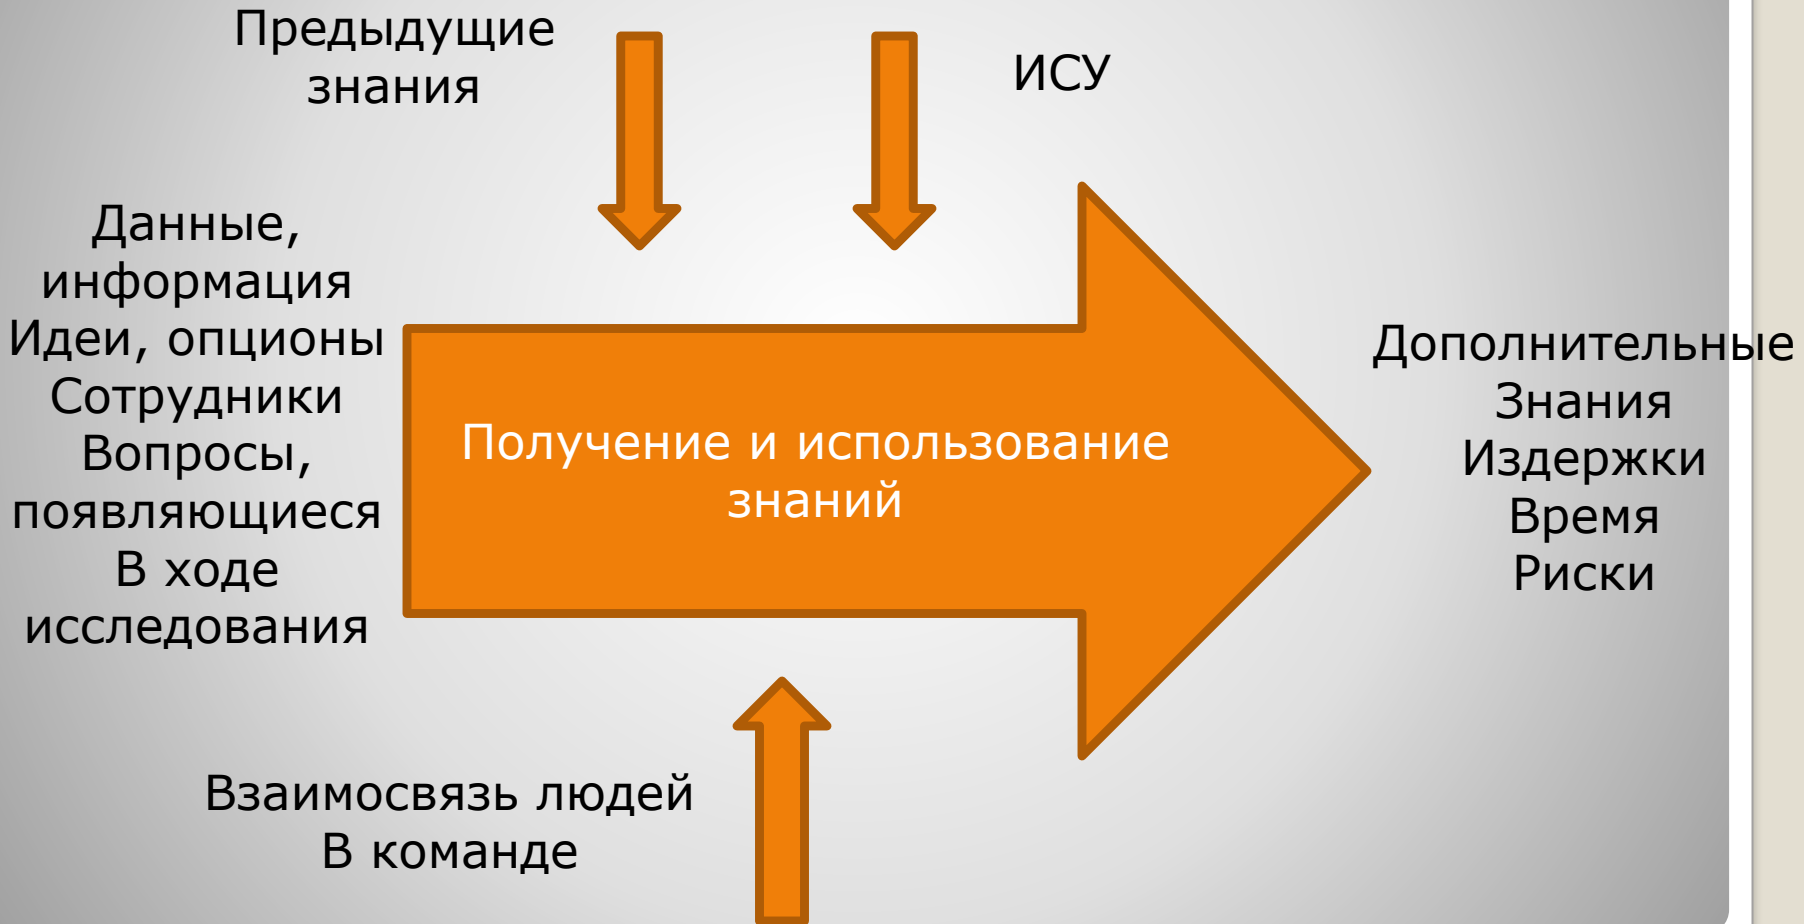 Предыдущие
знания
ИСУ
Данные,
информация
Идеи, опционы
Сотрудники
Вопросы,
появляющиеся
В ходе
исследования
Получение и использование
знаний
Дополнительные
Знания
Издержки
Время
Риски
Взаимосвязь людей
В команде